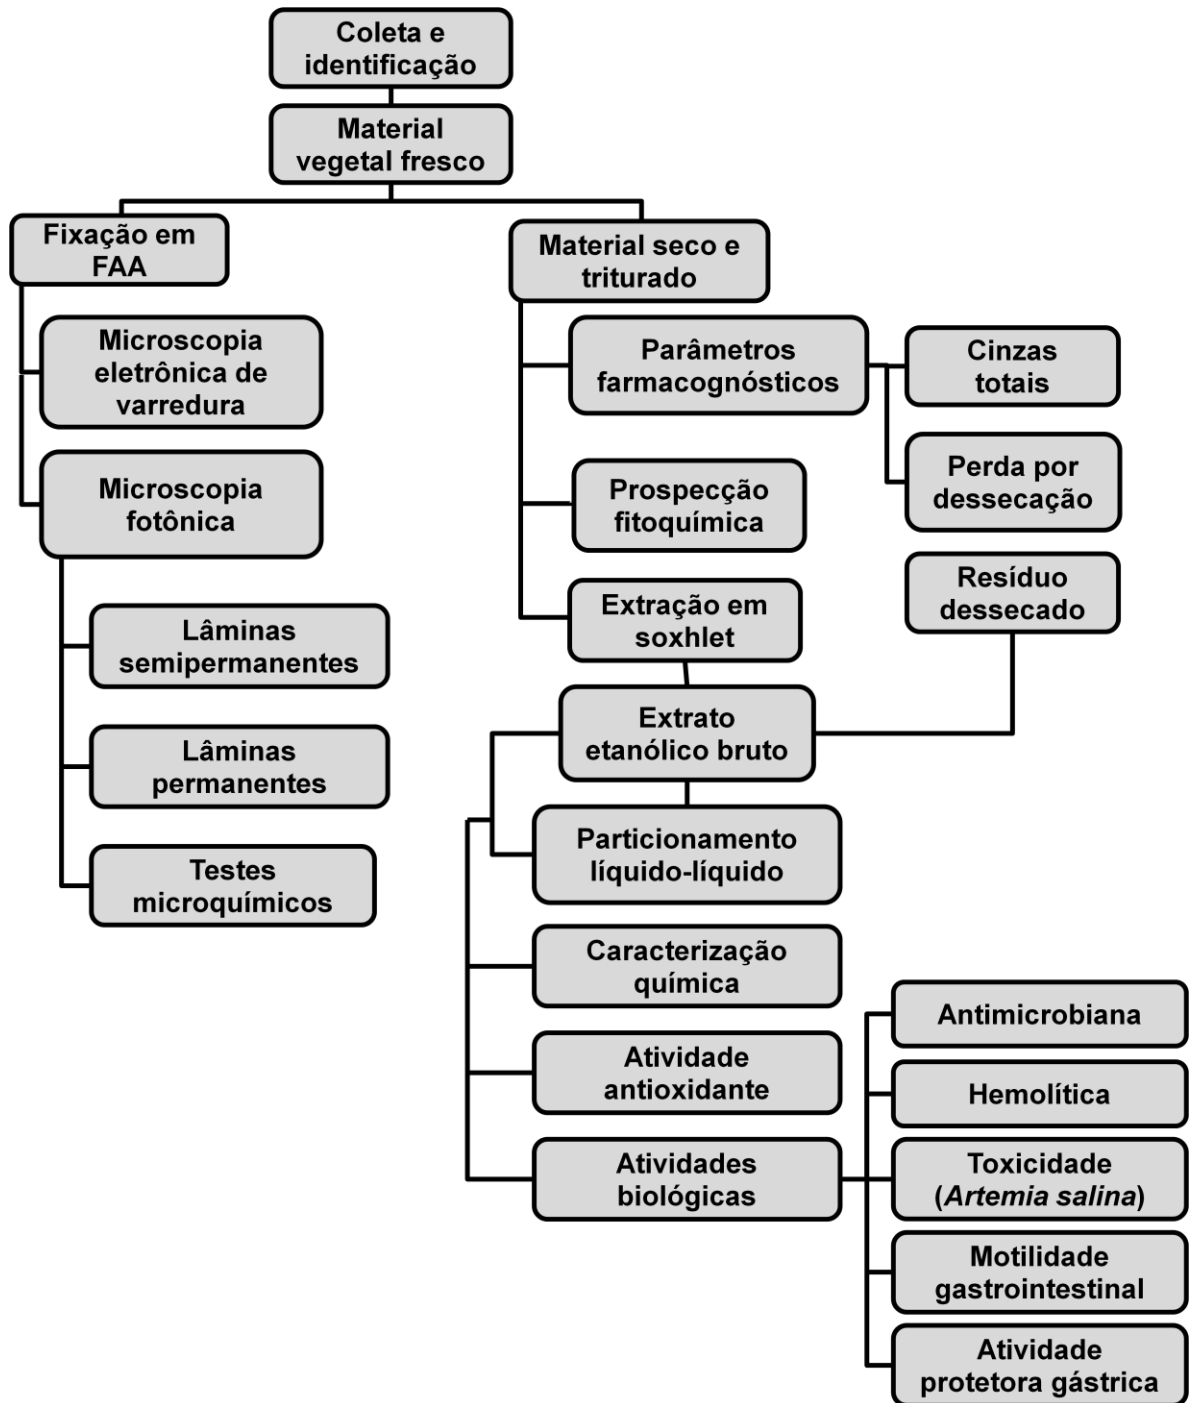 Coleta e
identificação
Material
vegetal fresco
Fixação em
FAA
Microscopia
eletrônica de
varredura
Microscopia
fotônica
Lâminas
semipermanentes
Lâminas
permanentes
Testes
microquímicos
Material seco e
triturado
Parâmetros
farmacognósticos
Cinzas
totais
Perda por
dessecação
Prospecção
fitoquímica
Extração em
soxhlet
Resíduo
dessecado
Extrato
etanólico bruto
Particionamento
líquido-líquido
Caracterização
química
Atividade
antioxidante
Atividades
biológicas
Antimicrobiana
Hemolítica
Toxicidade
(Artemia salina)
Motilidade
gastrointestinal
Atividade
protetora gástrica